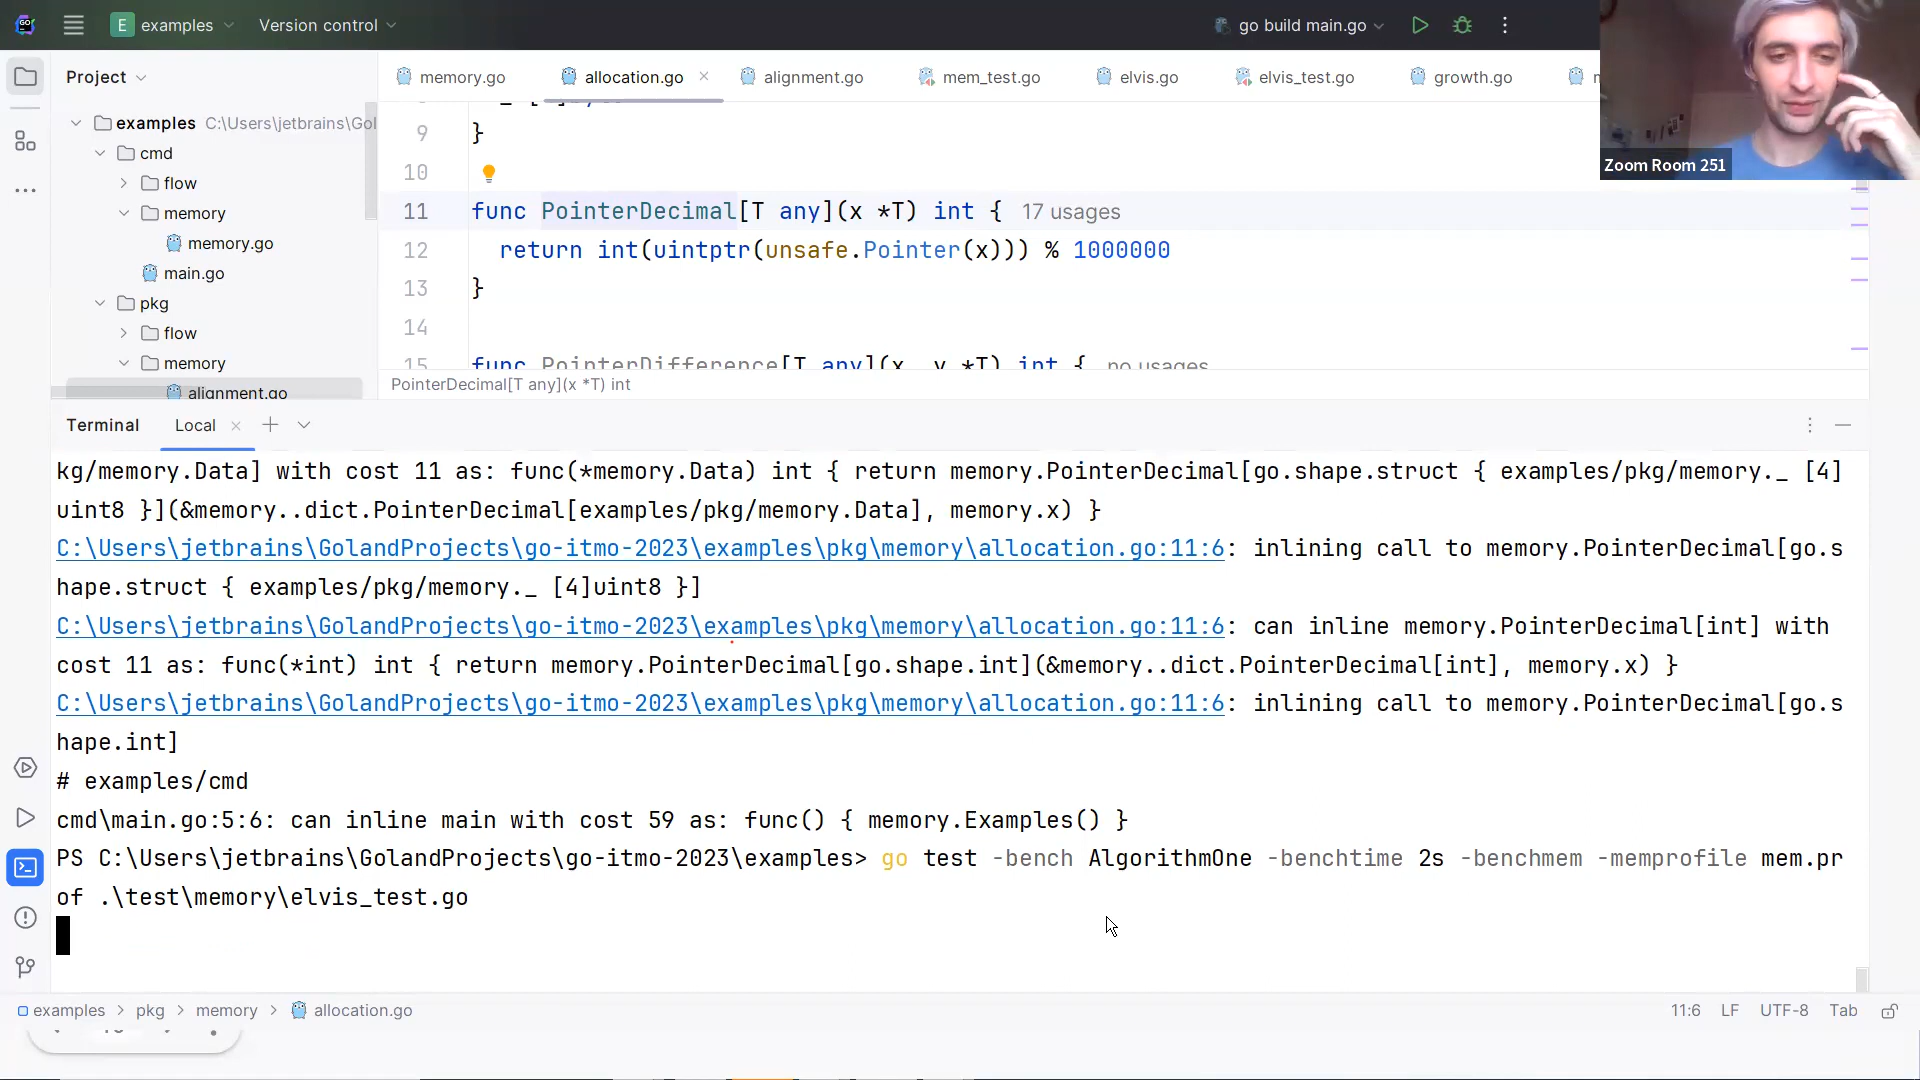 GO
E examples
Version control
go build main.go
Project
memory.go
allocation.go
alignment.go
mem_test.go
elvis.go
elvis_test.go
growth.go
examples C:\Users\jetbrains\Gol
cmd
flow
memory
memory.go
main.go
pkg
flow
memory
alignment.go
9 }
10
11 func PointerDecimal[T any](x *T) int { 17 usages
12 return int(uintptr(unsafe.Pointer(x))) % 1000000
13 }
14
15 func PointerDifference[T any](x, y *T) int { no usages
PointerDecimal[T any](x *T) int
Zoom Room 251
Terminal
Local
kg/memory.Data] with cost 11 as: func(*memory.Data) int { return memory.PointerDecimal[go.shape.struct { examples/pkg/memory._ [4]
uint8 }](&memory..dict.PointerDecimal[examples/pkg/memory.Data], memory.x) }
C:\Users\jetbrains\GolandProjects\go-itmo-2023\examples\pkg\memory\allocation.go:11:6: inlining call to memory.PointerDecimal[go.s
hape.struct { examples/pkg/memory._ [4]uint8 }]
C:\Users\jetbrains\GolandProjects\go-itmo-2023\examples\pkg\memory\allocation.go:11:6: can inline memory.PointerDecimal[int] with
cost 11 as: func(*int) int { return memory.PointerDecimal[go.shape.int](&memory..dict.PointerDecimal[int], memory.x) }
C:\Users\jetbrains\GolandProjects\go-itmo-2023\examples\pkg\memory\allocation.go:11:6: inlining call to memory.PointerDecimal[go.s
hape.int]
# examples/cmd
cmd\main.go:5:6: can inline main with cost 59 as: func() { memory.Examples() }
PS C:\Users\jetbrains\GolandProjects\go-itmo-2023\examples> go test -bench AlgorithmOne -benchtime 2s -benchmem -memprofile mem.pr
of .\test\memory\elvis_test.go
examples > pkg > memory > allocation.go
11:6 LF UTF-8 Tab